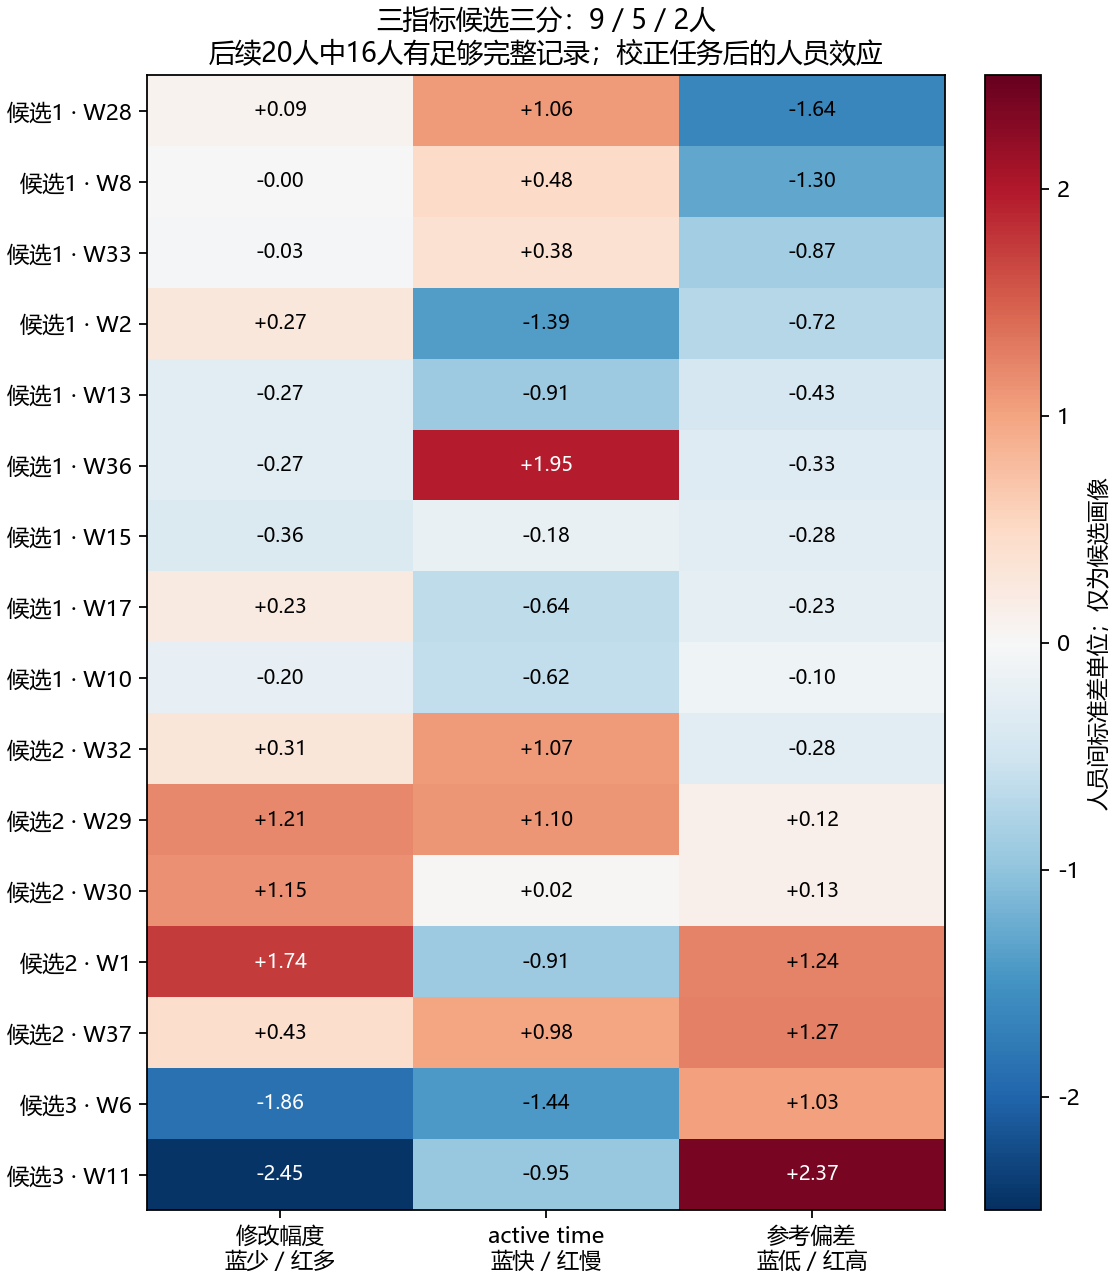 三指标候选三分：9 / 5 / 2人
后续20人中16人有足够完整记录；校正任务后的人员效应
候选1 · W28 +0.09 +1.06 -1.64
候选1 · W8 -0.00 +0.48 -1.30
候选1 · W33 -0.03 +0.38 -0.87
候选1 · W2 +0.27 -1.39 -0.72
候选1 · W13 -0.27 -0.91 -0.43
候选1 · W36 -0.27 +1.95 -0.33
候选1 · W15 -0.36 -0.18 -0.28
候选1 · W17 +0.23 -0.64 -0.23
候选1 · W10 -0.20 -0.62 -0.10
候选2 · W32 +0.31 +1.07 -0.28
候选2 · W29 +1.21 +1.10 +0.12
候选2 · W30 +1.15 +0.02 +0.13
候选2 · W1 +1.74 -0.91 +1.24
候选2 · W37 +0.43 +0.98 +1.27
候选3 · W6 -1.86 -1.44 +1.03
候选3 · W11 -2.45 -0.95 +2.37
修改幅度 active time 参考偏差
蓝少 / 红多 蓝快 / 红慢 蓝低 / 红高
2
1
0
-1
-2
人员间标准差单位；仅为候选画像